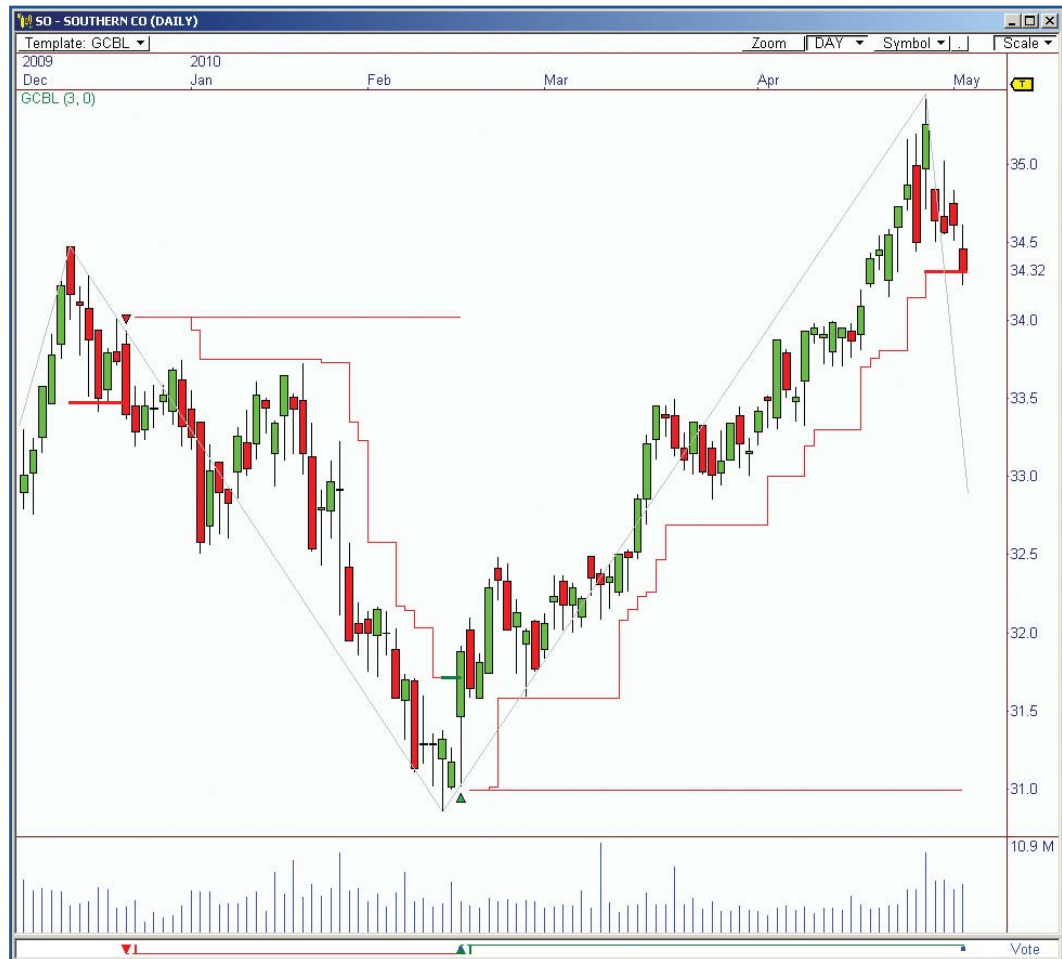 SO - SOUTHERN CO (DAILY)
Template: GCBL Zoom DAY Symbol . Scale
2009 2010
Dec Jan Feb Mar Apr May
T
GCBL (3, 0)
35.0
34.5
34.32
34.0
33.5
33.0
32.5
32.0
31.5
31.0
10.9 M
Vote